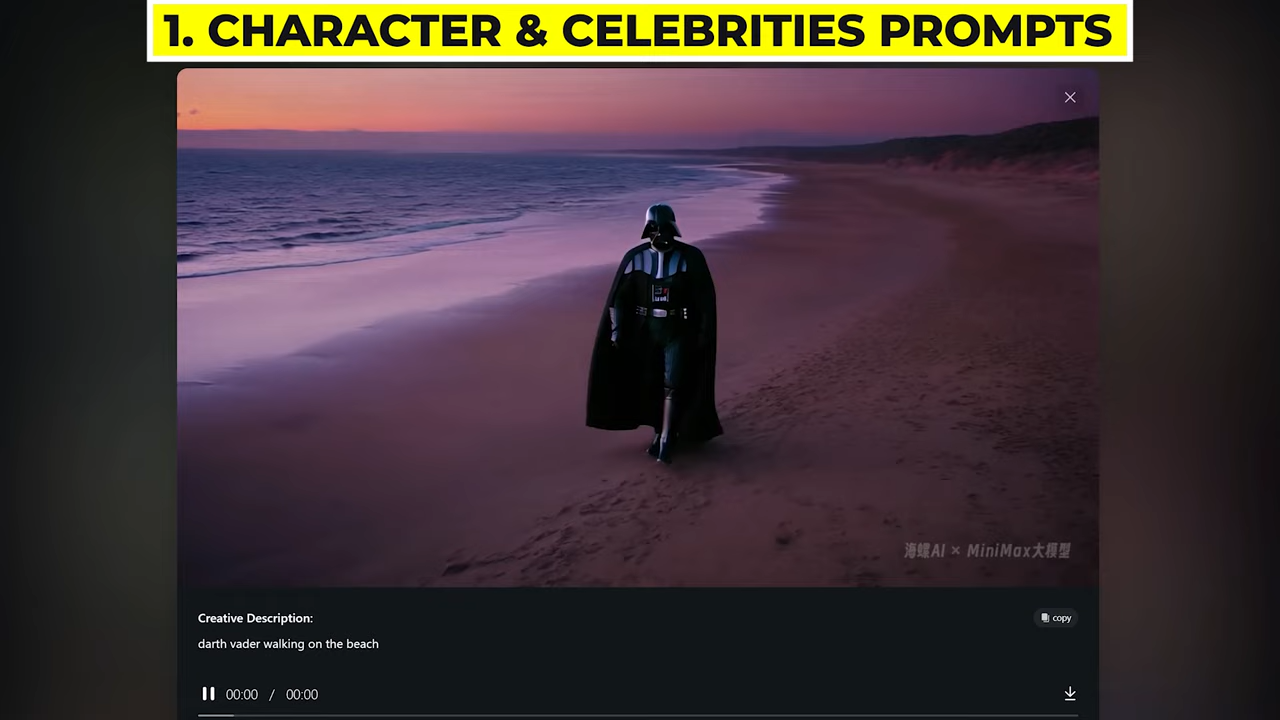 1. CHARACTER & CELEBRITIES PROMPTS
海螺AI × MiniMax大模型
Creative Description:
copy
darth vader walking on the beach
00:00 / 00:00